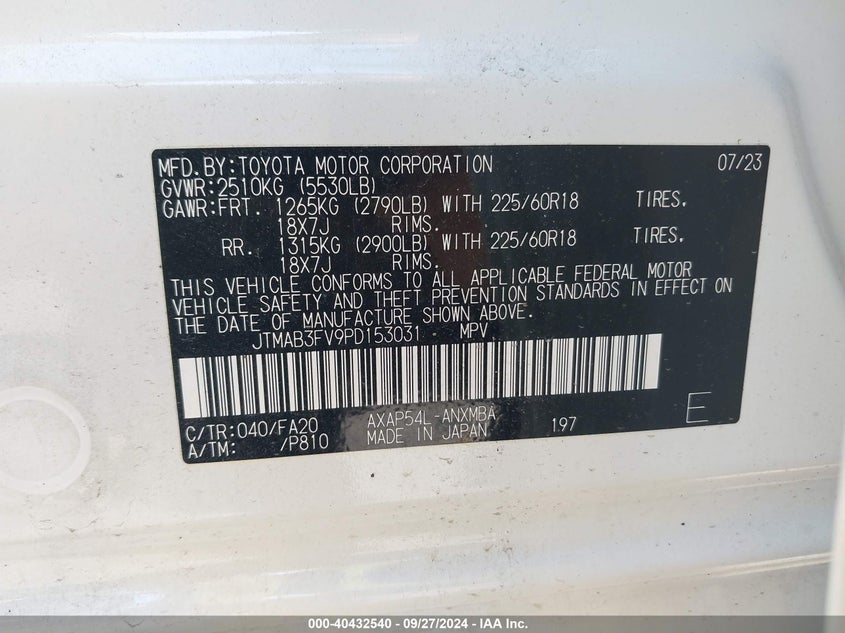 MFD.BY:TOYOTA MOTOR CORPORATION 07/23
GVWR:2510KG (5530LB)
GAWR:FRT. 1265KG (2790LB) WITH 225/60R18 TIRES.
18X7J RIMS.
RR. 1315KG (2900LB) WITH 225/60R18 TIRES.
18X7J RIMS.
THIS VEHICLE CONFORMS TO ALL APPLICABLE FEDERAL MOTOR
VEHICLE SAFETY AND THEFT PREVENTION STANDARDS IN EFFECT ON
THE DATE OF MANUFACTURE SHOWN ABOVE.
JTMAB3FV9PD153031 MPV
C/TR:040/FA20 AXAP54L-ANXMBA 197 E
A/TM: /P810 MADE IN JAPAN
000-40432540 - 09/27/2024 - IAA Inc.